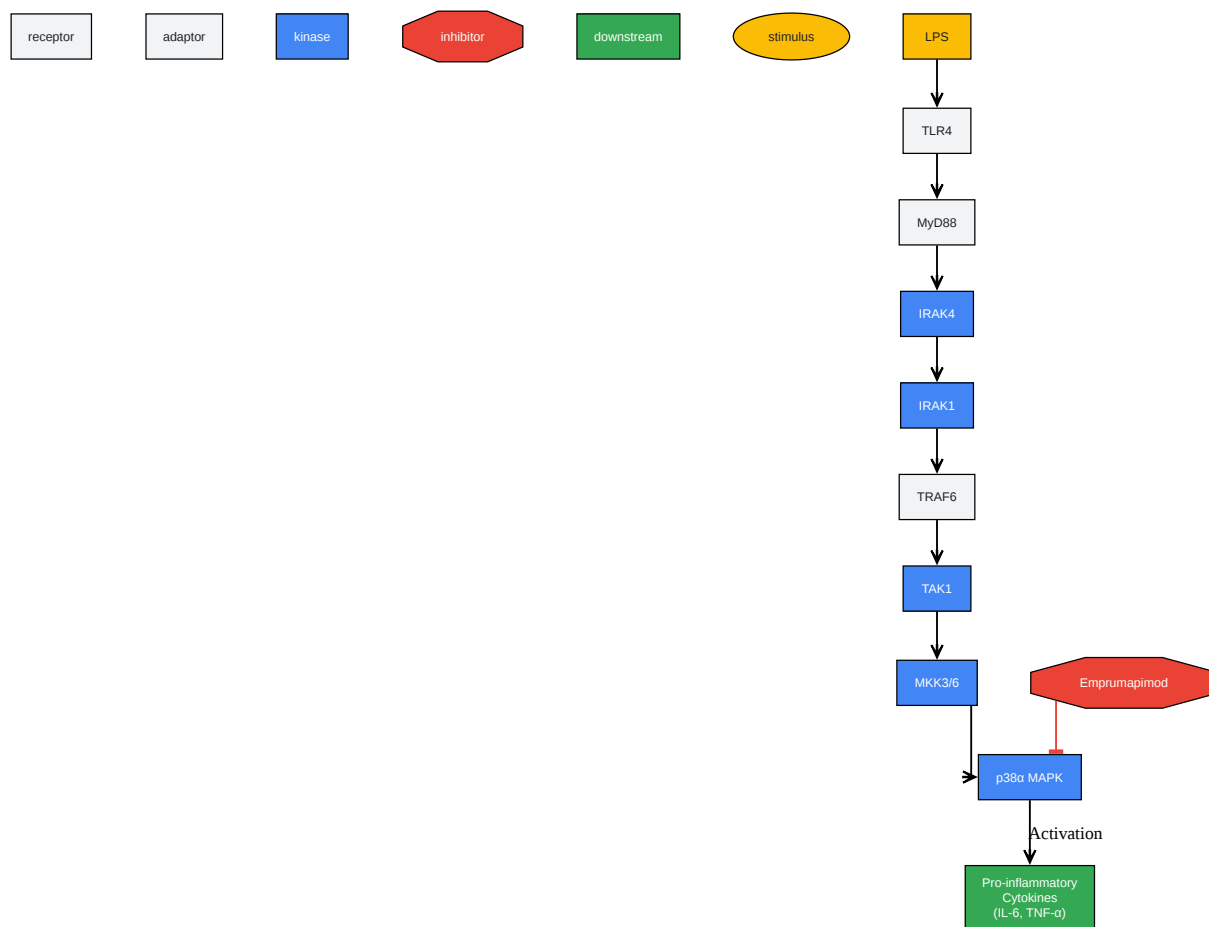 receptor
adaptor
kinase
inhibitor
downstream
stimulus
LPS
TLR4
MyD88
IRAK4
IRAK1
TRAF6
TAK1
MKK3/6
Emprumapimod
p38α MAPK
Activation
Pro-inflammatory
Cytokines
(IL-6, TNF-α)